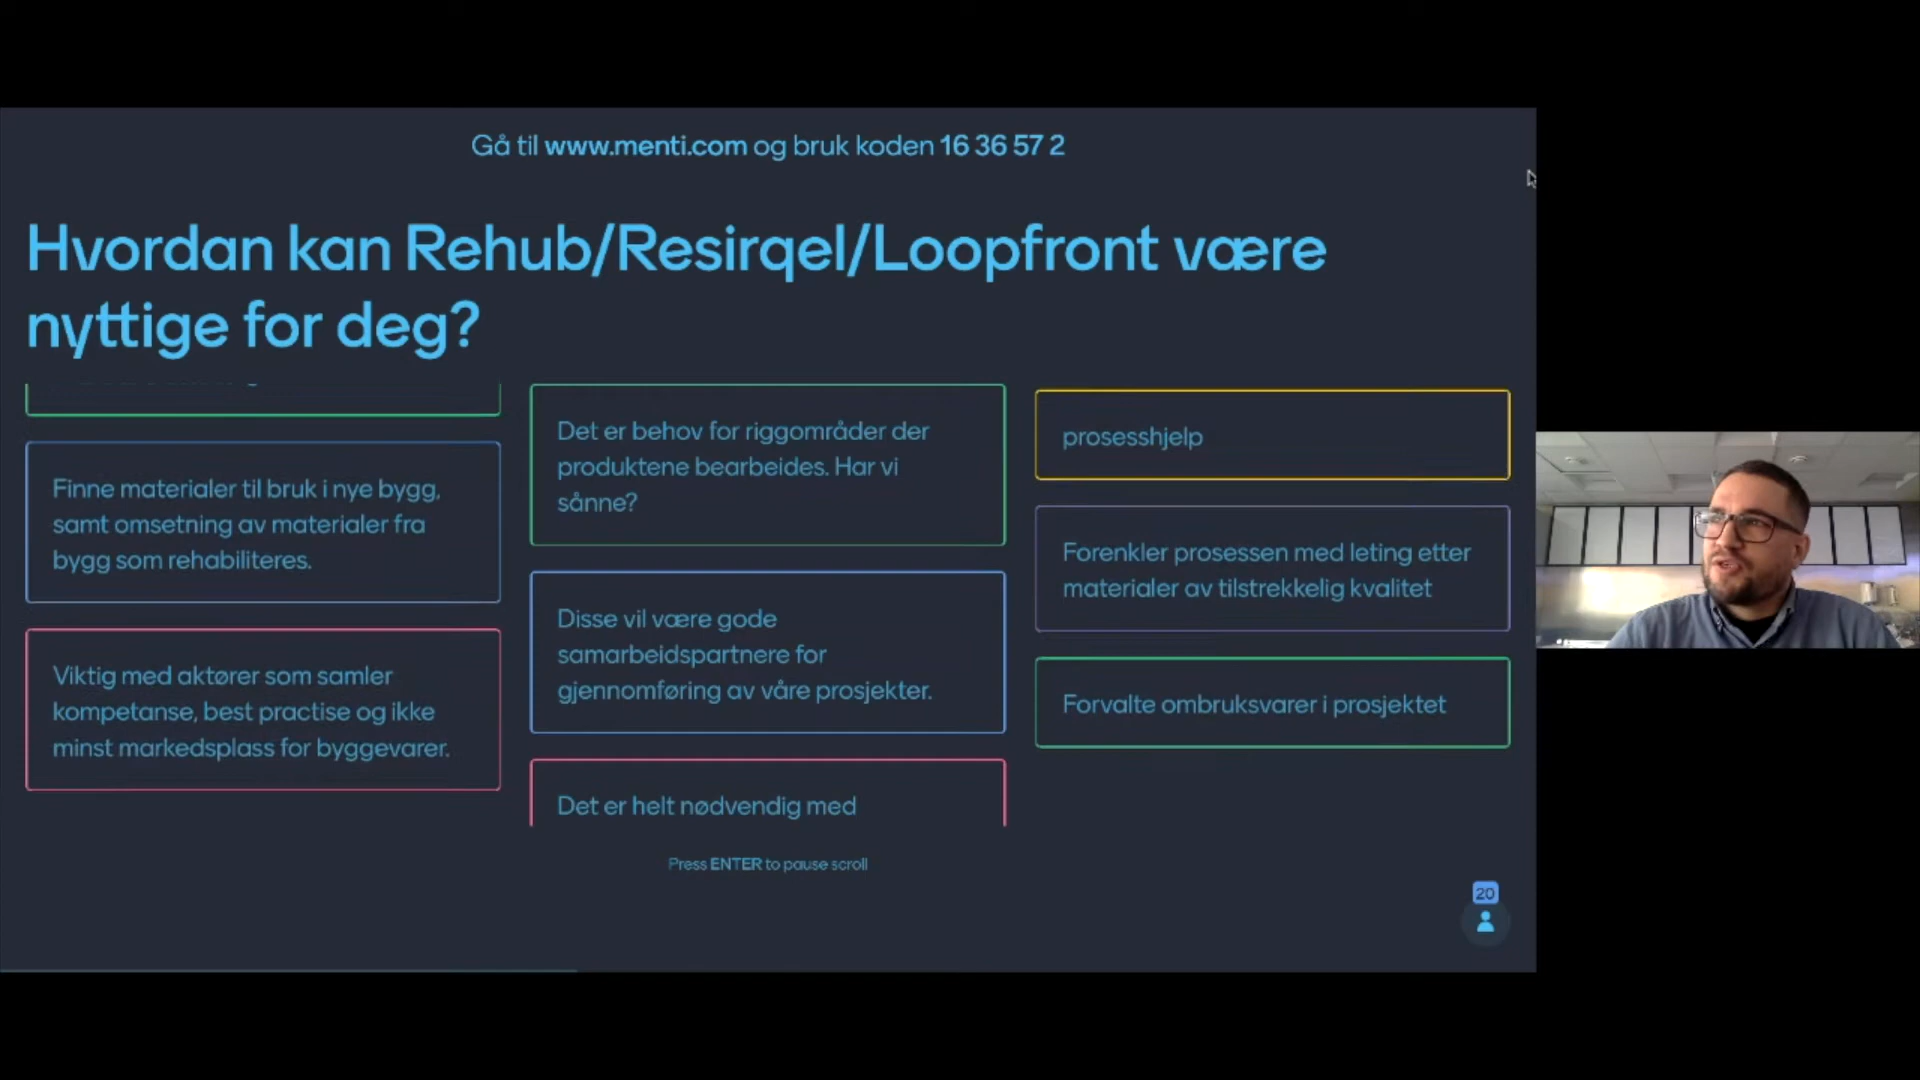 Gå til www.menti.com og bruk koden 16 36 57 2
Hvordan kan Rehub/Resirqel/Loopfront være
nyttige for deg?
Finne materialer til bruk i nye bygg,
samt omsetning av materialer fra
bygg som rehabiliteres.
Viktig med aktører som samler
kompetanse, best practise og ikke
minst markedsplass for byggevarer.
Det er behov for riggområder der
produktene bearbeides. Har vi
sånne?
Disse vil være gode
samarbeidspartnere for
gjennomføring av våre prosjekter.
Det er helt nødvendig med
prosesshjelp
Forenkler prosessen med leting etter
materialer av tilstrekkelig kvalitet
Forvalte ombruksvarer i prosjektet
Press ENTER to pause scroll
20